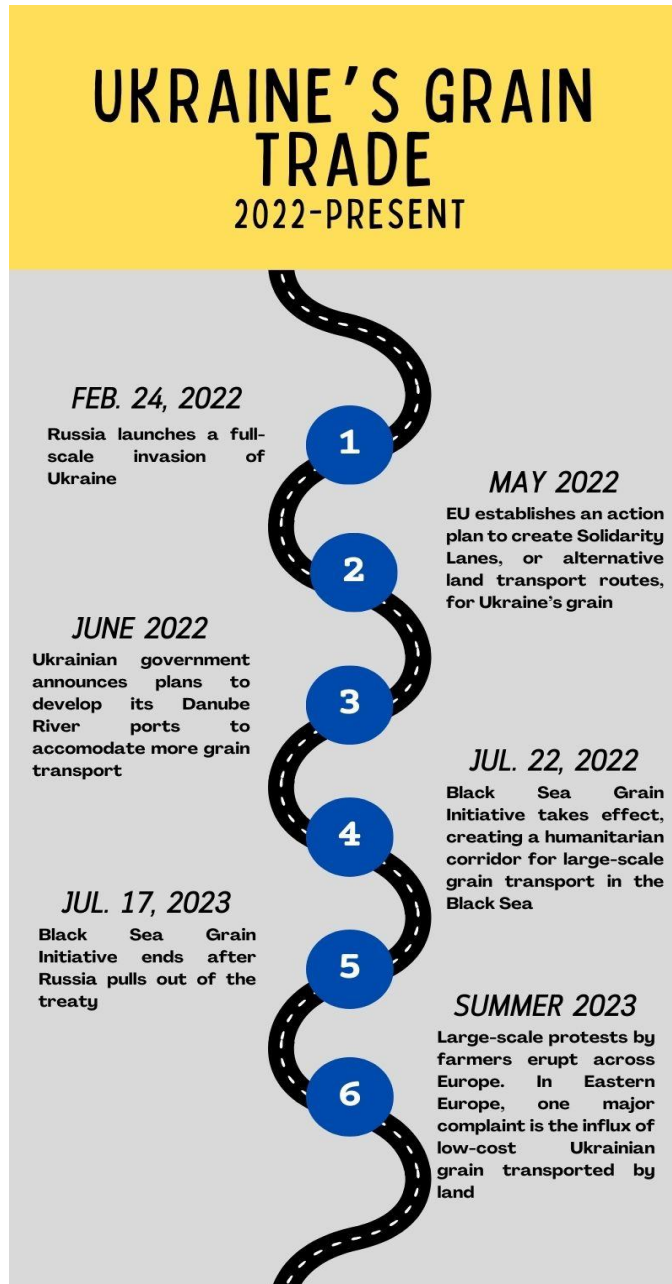 UKRAINE'S GRAIN
TRADE
2022-PRESENT
FEB. 24, 2022
Russia launches a full-
scale invasion of
Ukraine
1
MAY 2022
EU establishes an action
plan to create Solidarity
Lanes, or alternative
land transport routes,
for Ukraine's grain
2
JUNE 2022
Ukrainian government
announces plans to
develop its Danube
River ports to
accomodate more grain
transport
3
JUL. 22, 2022
Black Sea Grain
Initiative takes effect,
creating a humanitarian
corridor for large-scale
grain transport in the
Black Sea
4
JUL. 17, 2023
Black Sea Grain
Initiative ends after
Russia pulls out of the
treaty
5
SUMMER 2023
Large-scale protests by
farmers erupt across
Europe. In Eastern
Europe, one major
complaint is the influx of
low-cost Ukrainian
grain transported by
land
6